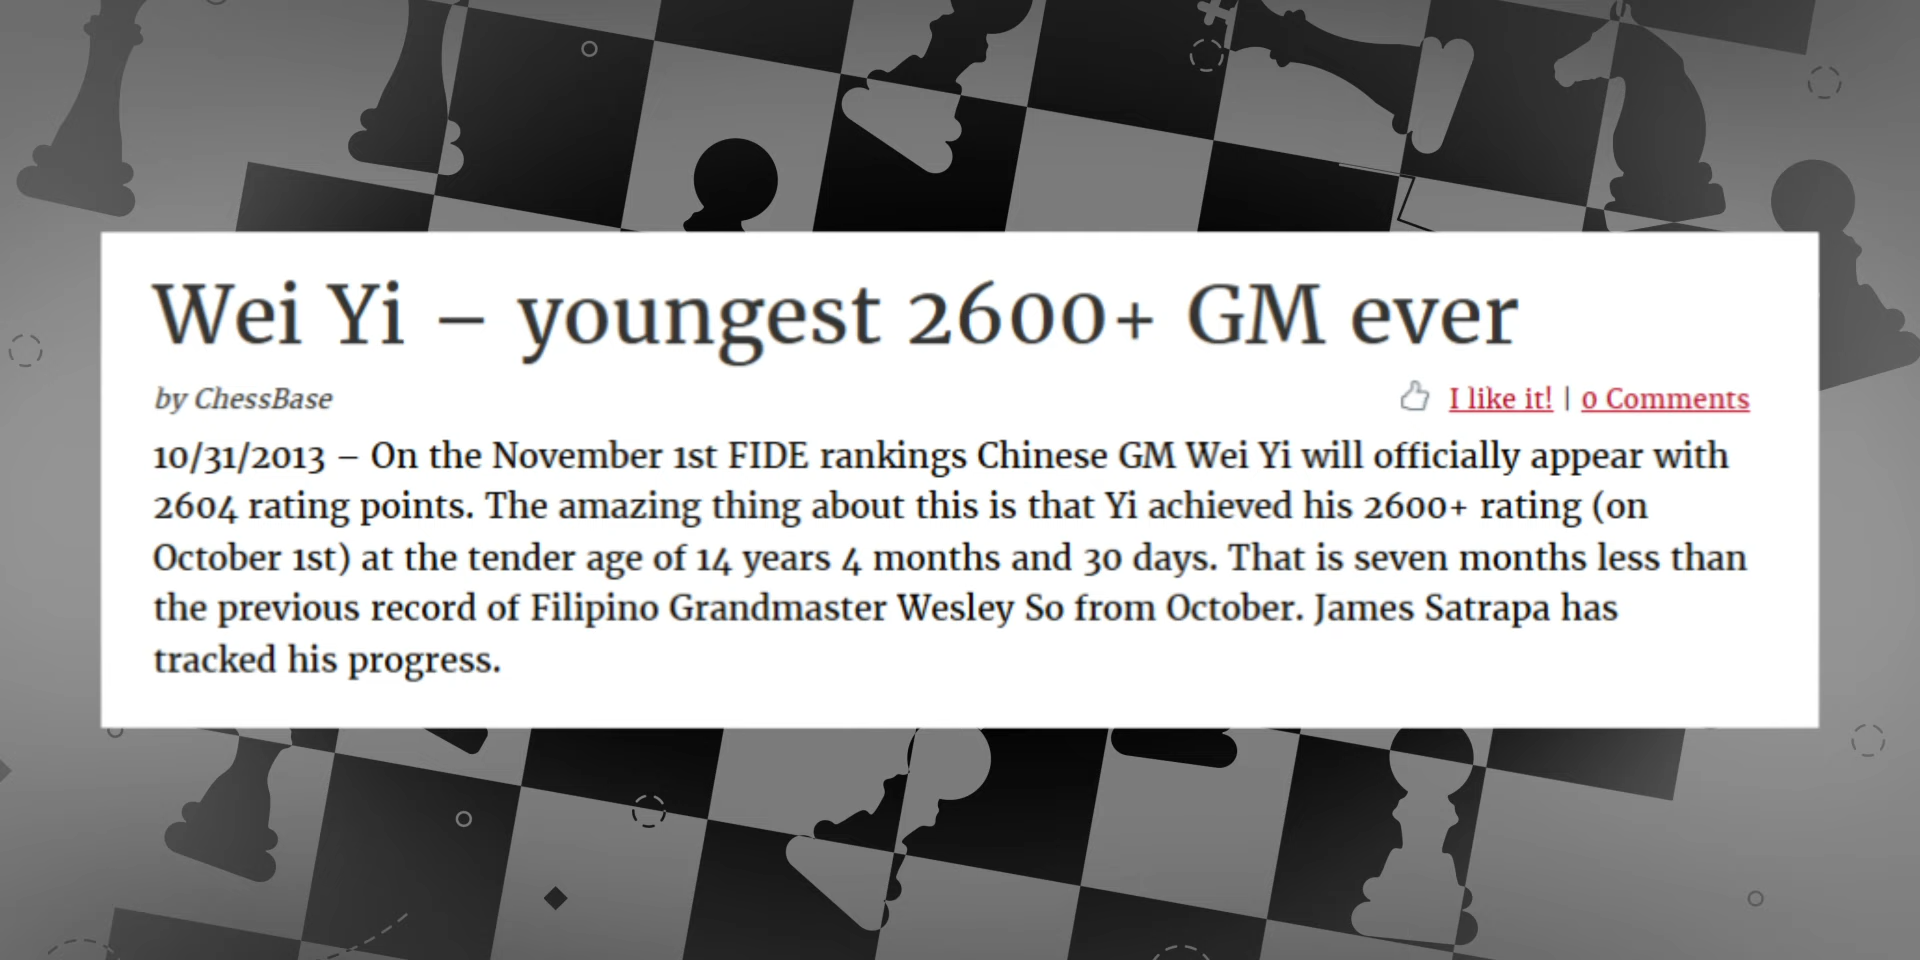 Wei Yi – youngest 2600+ GM ever
by ChessBase
I like it! | 0 Comments
10/31/2013 – On the November 1st FIDE rankings Chinese GM Wei Yi will officially appear with
2604 rating points. The amazing thing about this is that Yi achieved his 2600+ rating (on
October 1st) at the tender age of 14 years 4 months and 30 days. That is seven months less than
the previous record of Filipino Grandmaster Wesley So from October. James Satrapa has
tracked his progress.